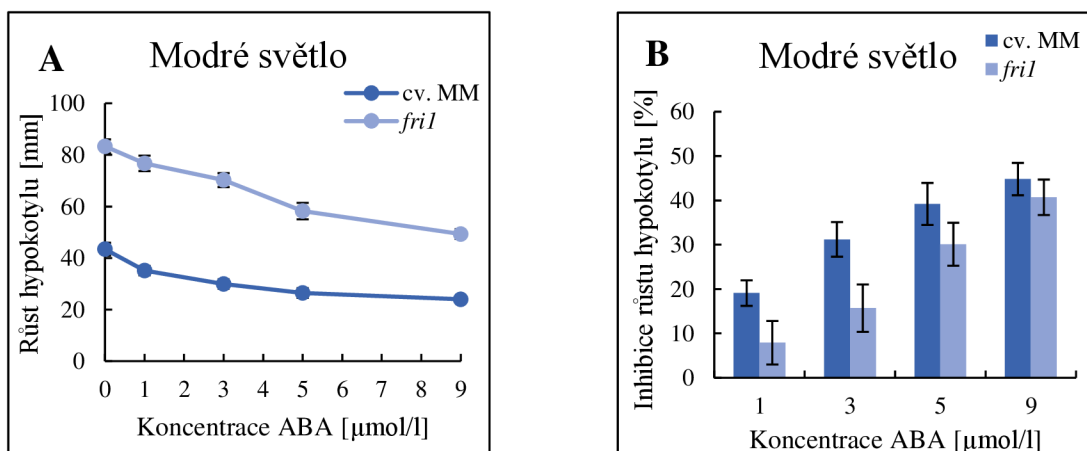 A
Modré světlo
cv. MM
fri1
Růst hypokotylu [mm]
100
80
60
40
20
0
0 1 2 3 4 5 6 7 8 9
Koncentrace ABA [µmol/l]
B
Modré světlo
cv. MM
fri1
Inhibice růstu hypokotylu [%]
60
50
40
30
20
10
0
1 3 5 9
Koncentrace ABA [µmol/l]